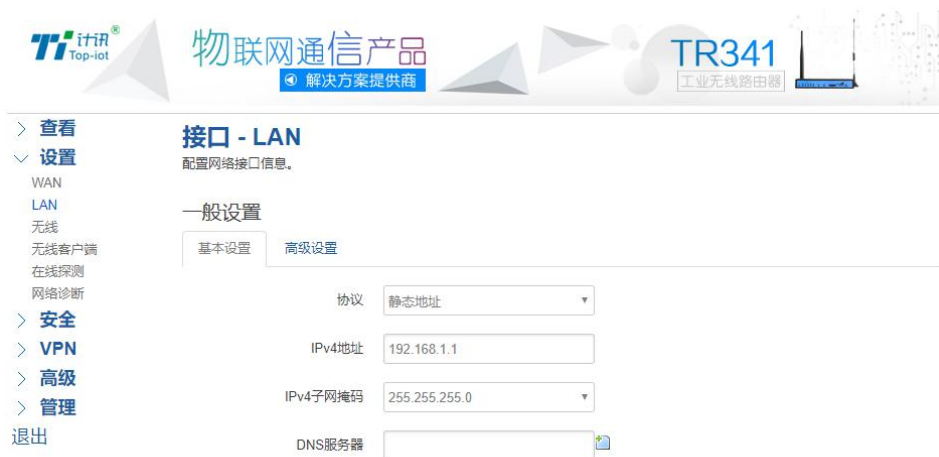 计讯®
Top-iot
物联网通信产品
解决方案提供商
TR341
工业无线路由器
查看
设置
WAN
LAN
无线
无线客户端
在线探测
网络诊断
安全
VPN
高级
管理
退出
接口 - LAN
配置网络接口信息。
一般设置
基本设置 高级设置
协议 静态地址
IPv4地址 192.168.1.1
IPv4子网掩码 255.255.255.0
DNS服务器